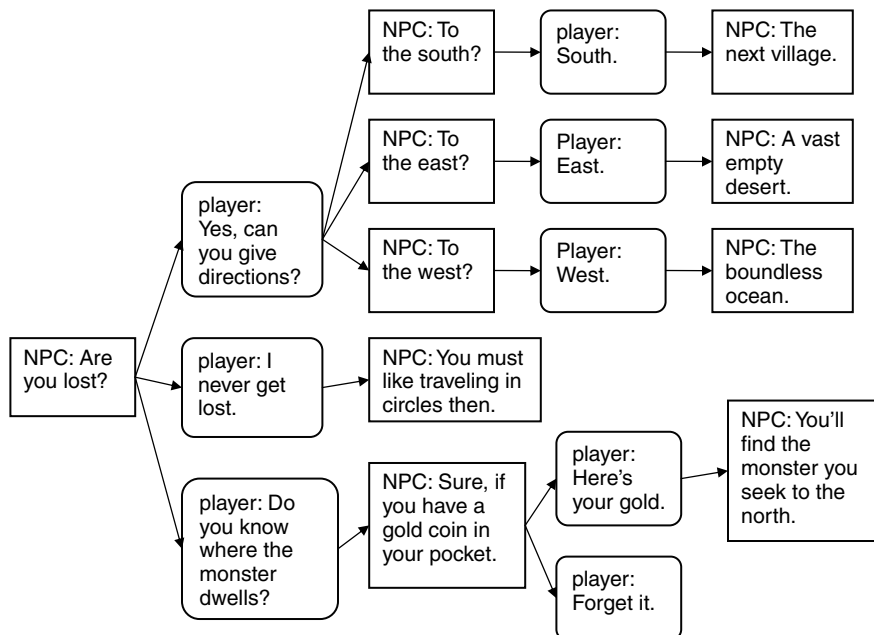 NPC: Are
you lost?
player:
Yes, can
you give
directions?
NPC: To
the south?
player:
South.
NPC: The
next village.
NPC: To
the east?
Player:
East.
NPC: A vast
empty
desert.
NPC: To
the west?
Player:
West.
NPC: The
boundless
ocean.
player: I
never get
lost.
NPC: You must
like traveling in
circles then.
player: Do
you know
where the
monster
dwells?
NPC: Sure, if
you have a
gold coin in
your pocket.
player:
Here's
your gold.
NPC: You'll
find the
monster you
seek to the
north.
player:
Forget it.